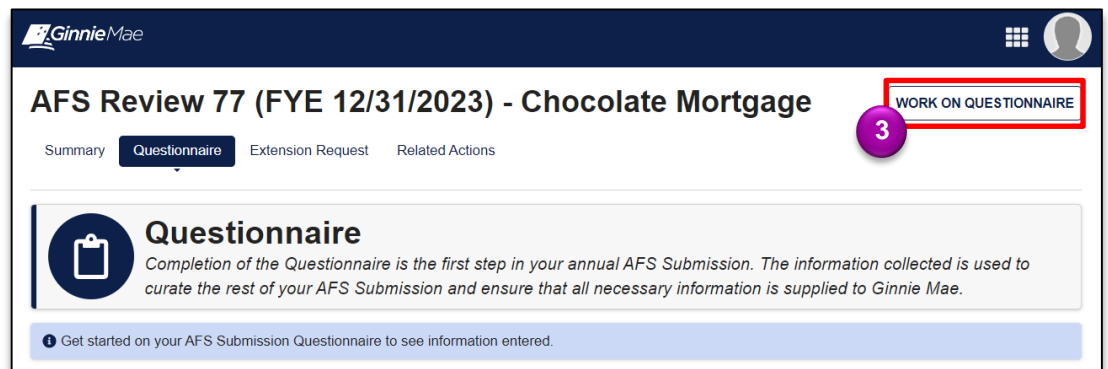 GinnieMae
AFS Review 77 (FYE 12/31/2023) - Chocolate Mortgage
WORK ON QUESTIONNAIRE
3
Summary Questionnaire Extension Request Related Actions
Questionnaire
Completion of the Questionnaire is the first step in your annual AFS Submission. The information collected is used to
curate the rest of your AFS Submission and ensure that all necessary information is supplied to Ginnie Mae.
Get started on your AFS Submission Questionnaire to see information entered.